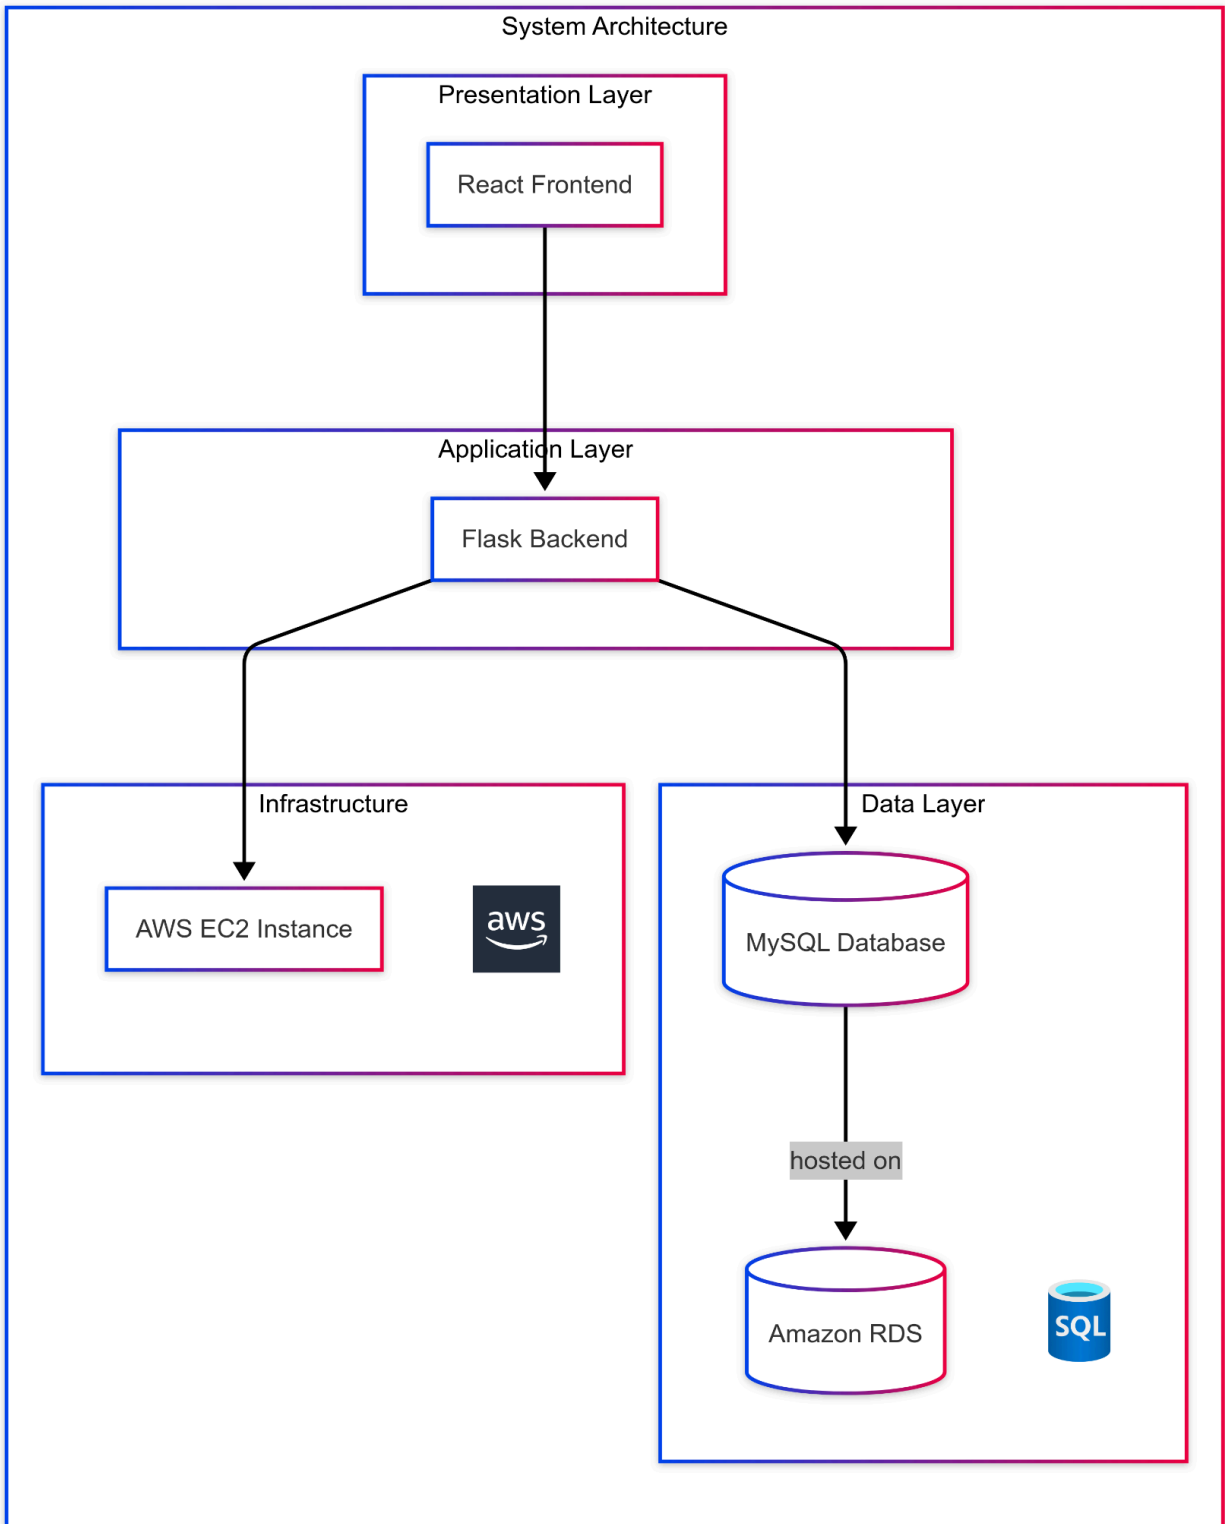 System Architecture
Presentation Layer
React Frontend
Application Layer
Flask Backend
Infrastructure
AWS EC2 Instance
aws
Data Layer
MySQL Database
hosted on
Amazon RDS
SQL